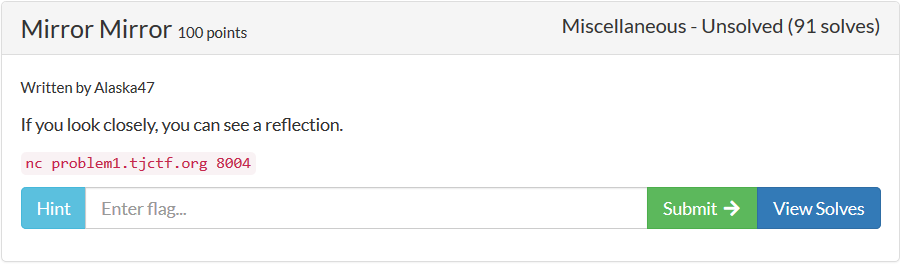 Mirror Mirror 100 points Miscellaneous - Unsolved (91 solves)
Written by Alaska47
If you look closely, you can see a reflection.
nc problem1.tjctf.org 8004
Hint Enter flag... Submit → View Solves